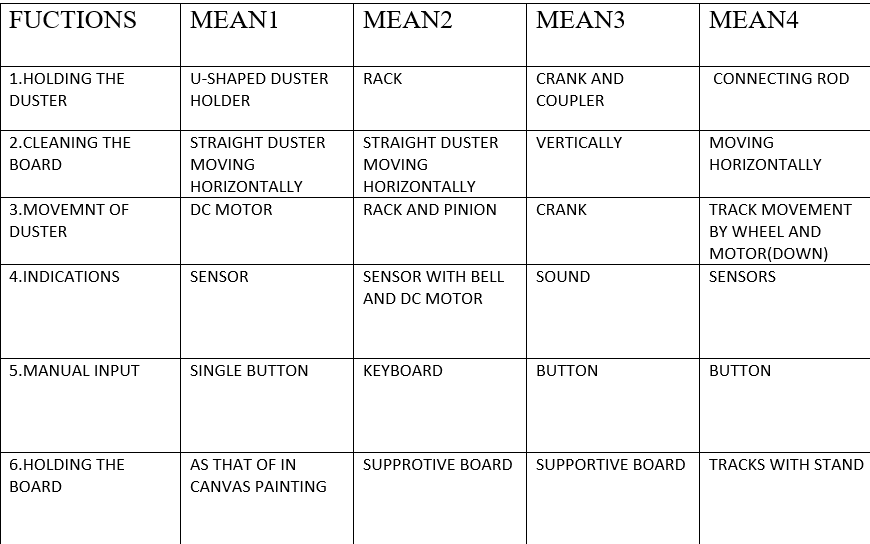 FUCTIONS MEAN1 MEAN2 MEAN3 MEAN4
1.HOLDING THE DUSTER U-SHAPED DUSTER HOLDER RACK CRANK AND COUPLER CONNECTING ROD
2.CLEANING THE BOARD STRAIGHT DUSTER MOVING HORIZONTALLY STRAIGHT DUSTER MOVING HORIZONTALLY VERTICALLY MOVING HORIZONTALLY
3.MOVEMNT OF DUSTER DC MOTOR RACK AND PINION CRANK TRACK MOVEMENT BY WHEEL AND MOTOR(DOWN)
4.INDICATIONS SENSOR SENSOR WITH BELL AND DC MOTOR SOUND SENSORS
5.MANUAL INPUT SINGLE BUTTON KEYBOARD BUTTON BUTTON
6.HOLDING THE BOARD AS THAT OF IN CANVAS PAINTING SUPPROTIVE BOARD SUPPORTIVE BOARD TRACKS WITH STAND